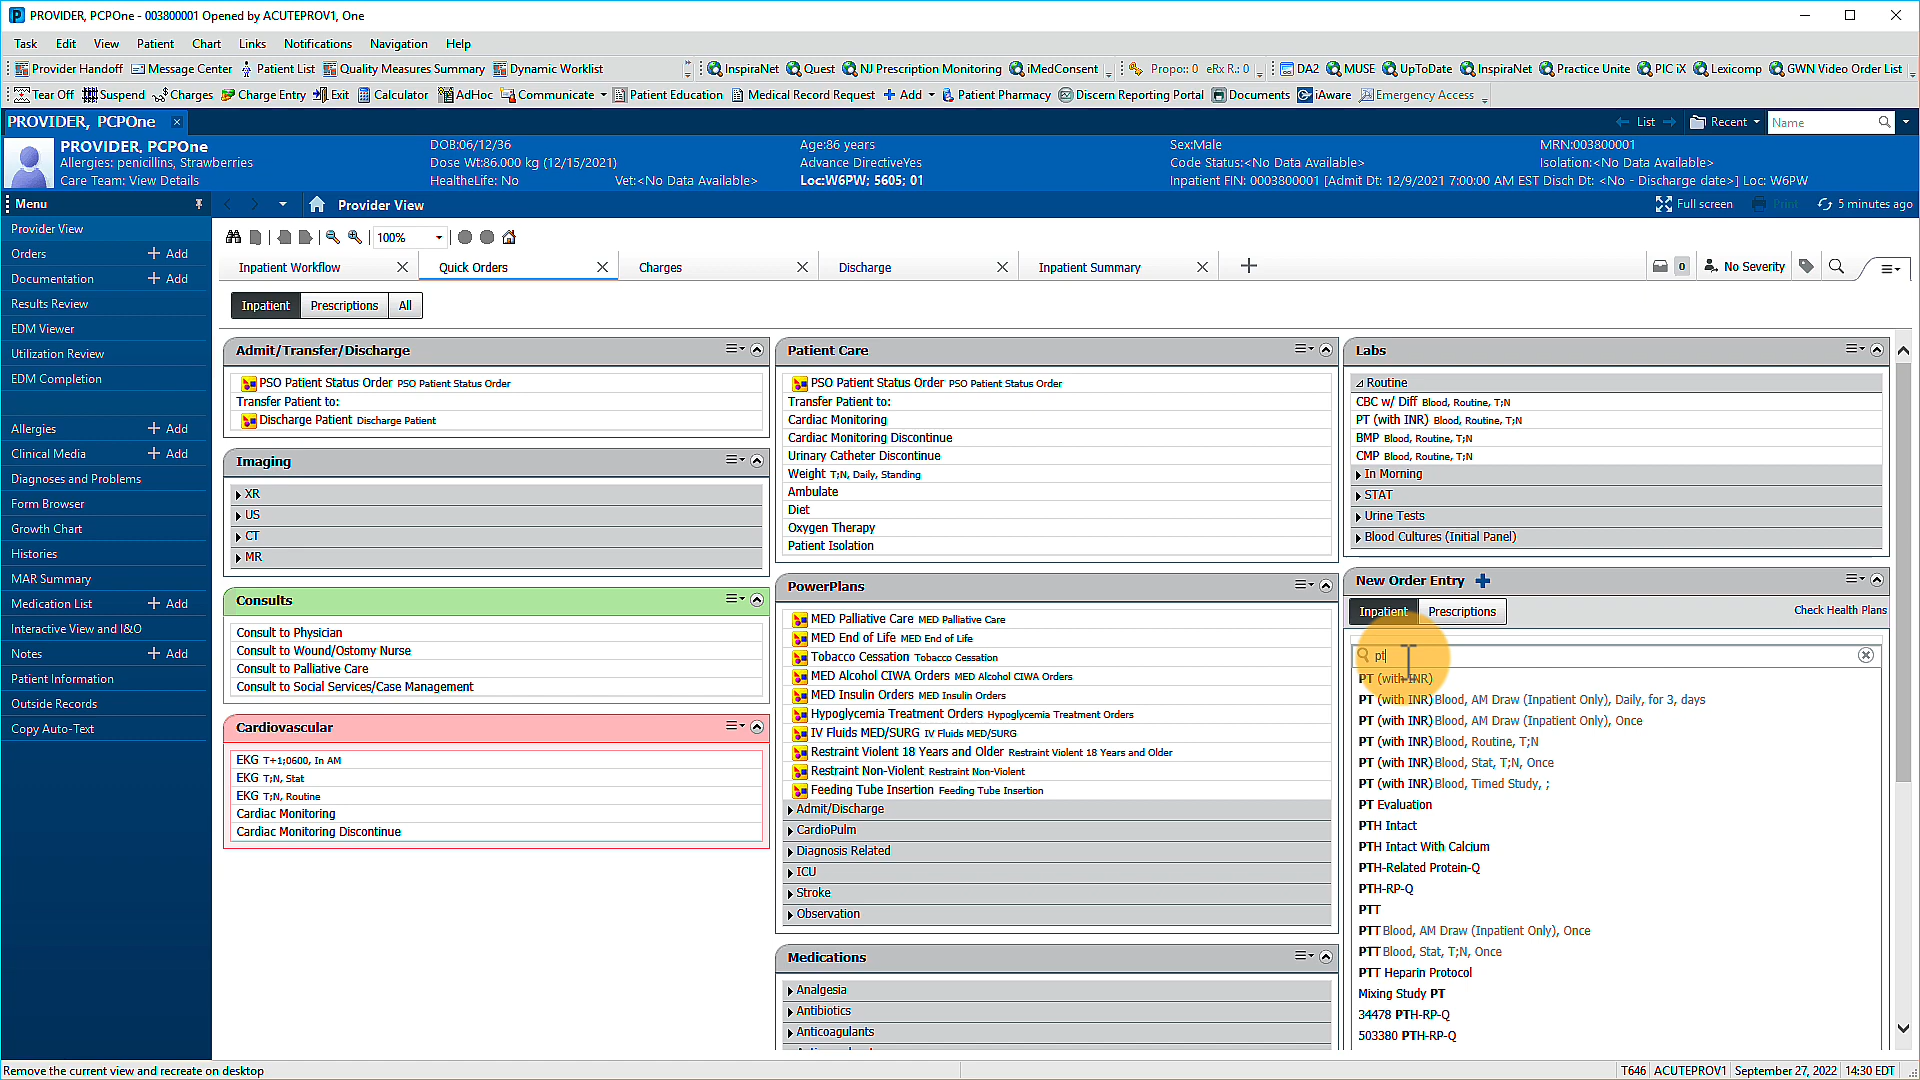 PROVIDER, PCPOne - 003800001 Opened by ACUTEPROV1, One
Task Edit View Patient Chart Links Notifications Navigation Help
Provider Handoff Message Center Patient List Quality Measures Summary Dynamic Worklist InspiraNet Quest NJ Prescription Monitoring iMedConsent Propo:: 0 eRx R.: 0 DA2 MUSE UpToDate InspiraNet Practice Unite PIC iX Lexicomp GWN Video Order List
Tear Off Suspend Charges Charge Entry Exit Calculator AdHoc Communicate Patient Education Medical Record Request Add Patient Pharmacy Discern Reporting Portal Documents iAware Emergency Access
PROVIDER, PCPOne List Recent Name
PROVIDER, PCPOne DOB:06/12/36 Age:86 years Sex:Male MRN:003800001
Allergies: penicillins, Strawberries Dose Wt:86.000 kg (12/15/2021) Advance DirectiveYes Code Status:<No Data Available> Isolation:<No Data Available>
Care Team: View Details HealtheLife: No Vet:<No Data Available> Loc:W6PW; 5605; 01 Inpatient FIN: 0003800001 [Admit Dt: 12/9/2021 7:00:00 AM EST Disch Dt: <No - Discharge date>] Loc: W6PW
Menu Provider View Full screen Print 5 minutes ago
Provider View
Orders Add
Documentation Add
Results Review
EDM Viewer
Utilization Review
EDM Completion
Allergies Add
Clinical Media Add
Diagnoses and Problems
Form Browser
Growth Chart
Histories
MAR Summary
Medication List Add
Interactive View and I&O
Notes Add
Patient Information
Outside Records
Copy Auto-Text
100%
Inpatient Workflow Quick Orders Charges Discharge Inpatient Summary 0 No Severity
Inpatient Prescriptions All
Admit/Transfer/Discharge
PSO Patient Status Order PSO Patient Status Order
Transfer Patient to:
Discharge Patient Discharge Patient
Imaging
XR
US
CT
MR
Consults
Consult to Physician
Consult to Wound/Ostomy Nurse
Consult to Palliative Care
Consult to Social Services/Case Management
Cardiovascular
EKG T+1;0600, In AM
EKG T;N, Stat
EKG T;N, Routine
Cardiac Monitoring
Cardiac Monitoring Discontinue
Patient Care
PSO Patient Status Order PSO Patient Status Order
Transfer Patient to:
Cardiac Monitoring
Cardiac Monitoring Discontinue
Urinary Catheter Discontinue
Weight T;N, Daily, Standing
Ambulate
Diet
Oxygen Therapy
Patient Isolation
PowerPlans
MED Palliative Care MED Palliative Care
MED End of Life MED End of Life
Tobacco Cessation Tobacco Cessation
MED Alcohol CIWA Orders MED Alcohol CIWA Orders
MED Insulin Orders MED Insulin Orders
Hypoglycemia Treatment Orders Hypoglycemia Treatment Orders
IV Fluids MED/SURG IV Fluids MED/SURG
Restraint Violent 18 Years and Older Restraint Violent 18 Years and Older
Restraint Non-Violent Restraint Non-Violent
Feeding Tube Insertion Feeding Tube Insertion
Admit/Discharge
CardioPulm
Diagnosis Related
ICU
Stroke
Observation
Medications
Analgesia
Antibiotics
Anticoagulants
Labs
Routine
CBC w/ Diff Blood, Routine, T;N
PT (with INR) Blood, Routine, T;N
BMP Blood, Routine, T;N
CMP Blood, Routine, T;N
In Morning
STAT
Urine Tests
Blood Cultures (Initial Panel)
New Order Entry
Inpatient Prescriptions Check Health Plans
pt
PT (with INR)
PT (with INR) Blood, AM Draw (Inpatient Only), Daily, for 3, days
PT (with INR) Blood, AM Draw (Inpatient Only), Once
PT (with INR) Blood, Routine, T;N
PT (with INR) Blood, Stat, T;N, Once
PT (with INR) Blood, Timed Study, ;
PT Evaluation
PTH Intact
PTH Intact With Calcium
PTH-Related Protein-Q
PTH-RP-Q
PTT
PTT Blood, AM Draw (Inpatient Only), Once
PTT Blood, Stat, T;N, Once
PTT Heparin Protocol
Mixing Study PT
34478 PTH-RP-Q
503380 PTH-RP-Q
Remove the current view and recreate on desktop T646 ACUTEPROV1 September 27, 2022 14:30 EDT